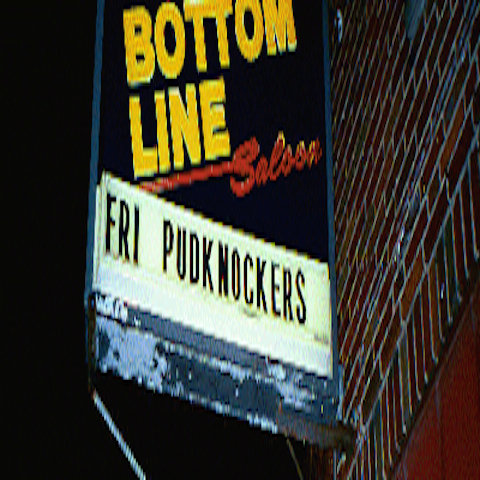 BOTTOM
LINE
Saloon
FRI PUDKNOCKERS